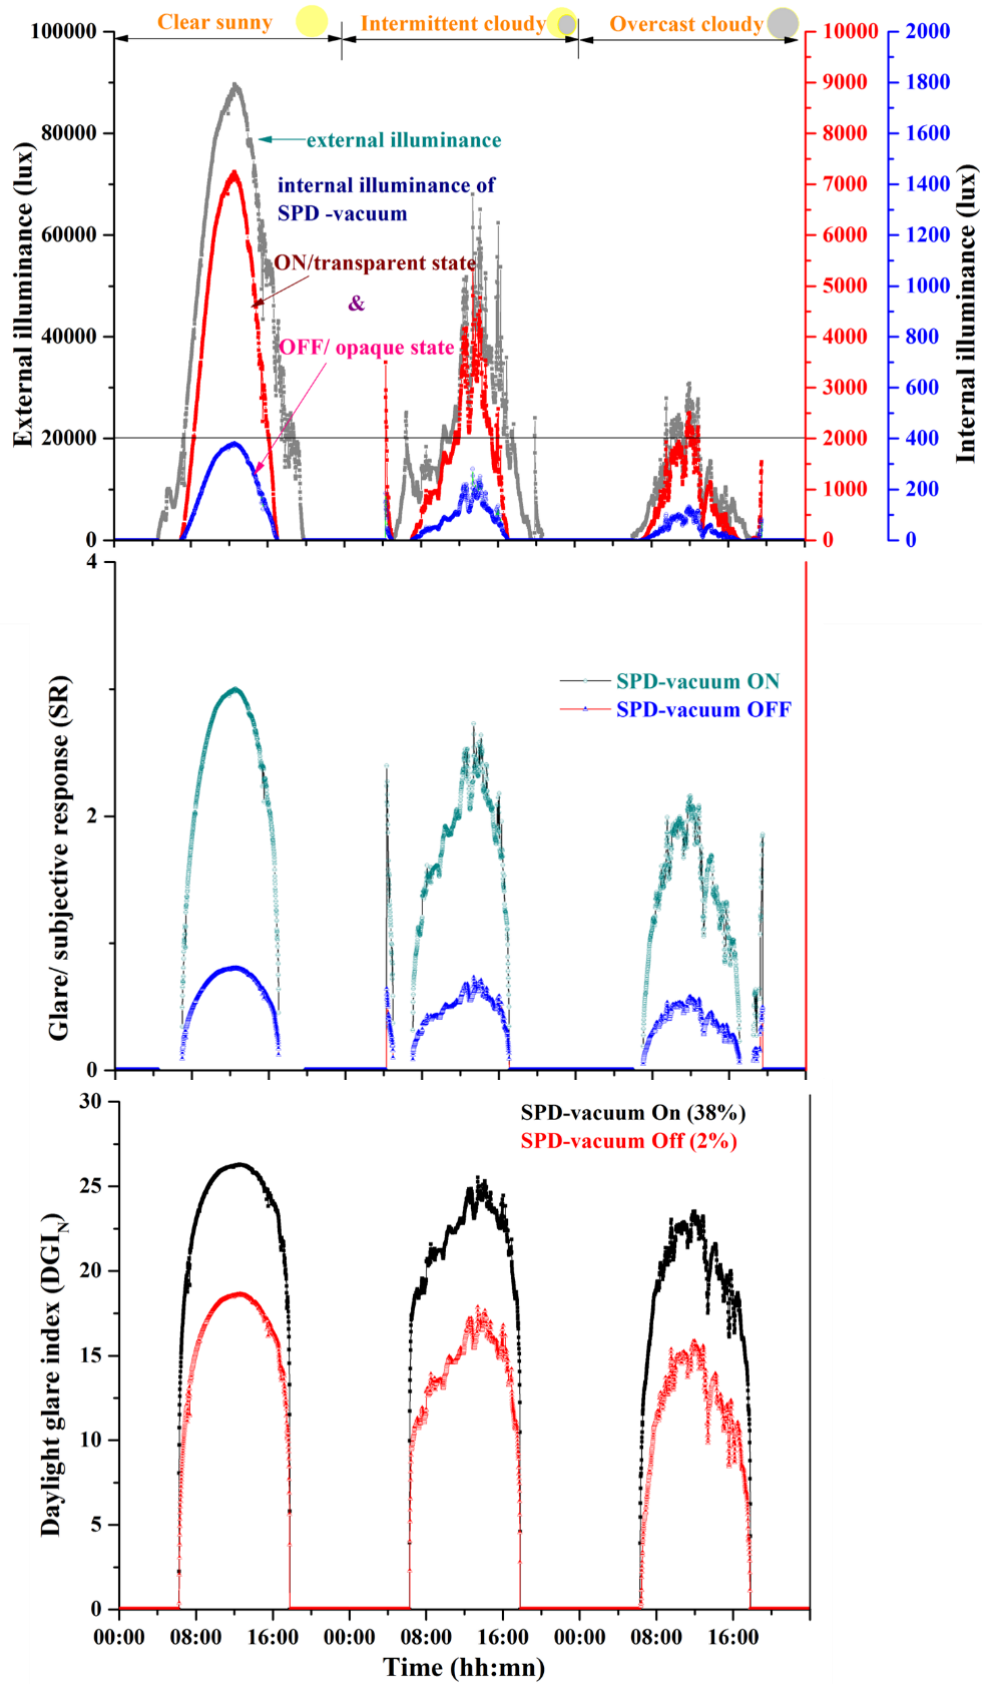 Clear sunny
Intermittent cloudy
Overcast cloudy
100000
80000
60000
40000
20000
0
External illuminance (lux)
external illuminance
internal illuminance of
SPD -vacuum
ON/transparent state
&
OFF/ opaque state
10000
9000
8000
7000
6000
5000
4000
3000
2000
1000
0
2000
1800
1600
1400
1200
1000
800
600
400
200
0
Internal illuminance (lux)
4
2
0
Glare/ subjective response (SR)
SPD-vacuum ON
SPD-vacuum OFF
30
25
20
15
10
5
0
Daylight glare index (DGI_N)
SPD-vacuum On (38%)
SPD-vacuum Off (2%)
00:00 08:00 16:00 00:00 08:00 16:00 00:00 08:00 16:00
Time (hh:mn)